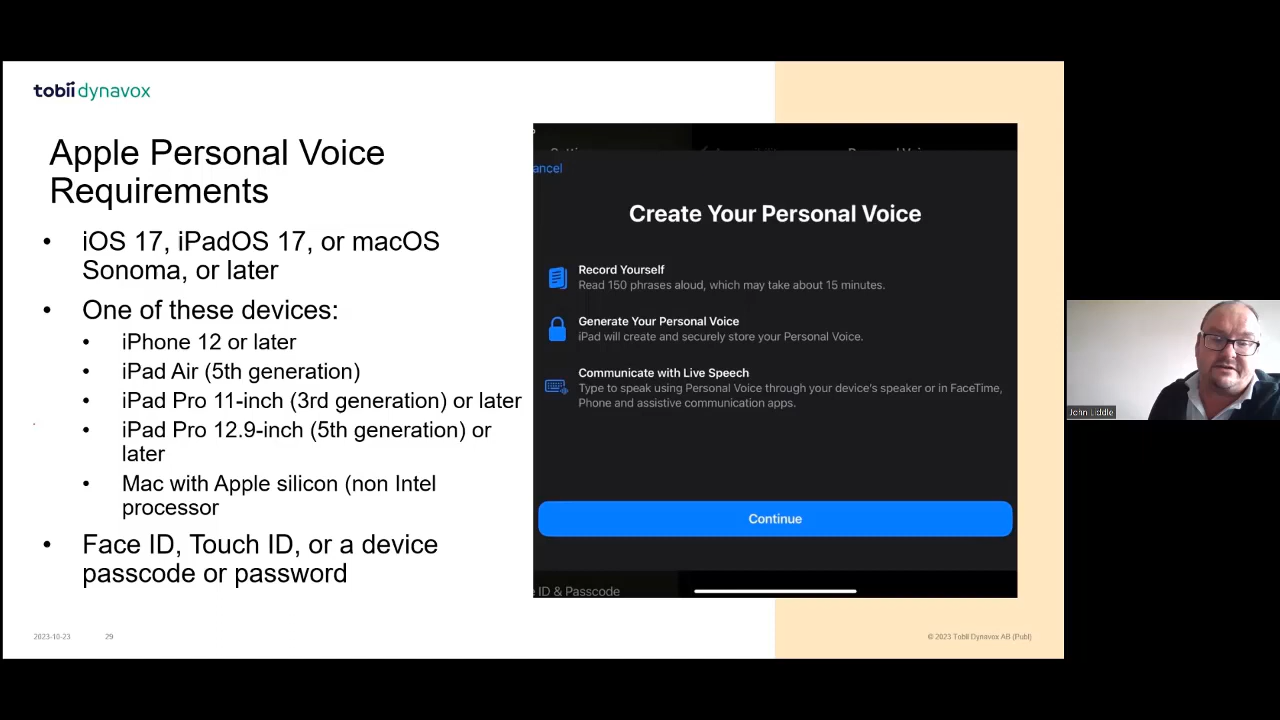 tobii dynavox
Apple Personal Voice
Requirements
• iOS 17, iPadOS 17, or macOS
Sonoma, or later
• One of these devices:
• iPhone 12 or later
• iPad Air (5th generation)
• iPad Pro 11-inch (3rd generation) or later
• iPad Pro 12.9-inch (5th generation) or
later
• Mac with Apple silicon (non Intel
processor
• Face ID, Touch ID, or a device
passcode or password
ancel
Create Your Personal Voice
Record Yourself
Read 150 phrases aloud, which may take about 15 minutes.
Generate Your Personal Voice
iPad will create and securely store your Personal Voice.
Communicate with Live Speech
Type to speak using Personal Voice through your device's speaker or in FaceTime,
Phone and assistive communication apps.
Continue
ID & Passcode
John Liddle
2023-10-23
29
© 2023 Tobii Dynavox AB (Publ)